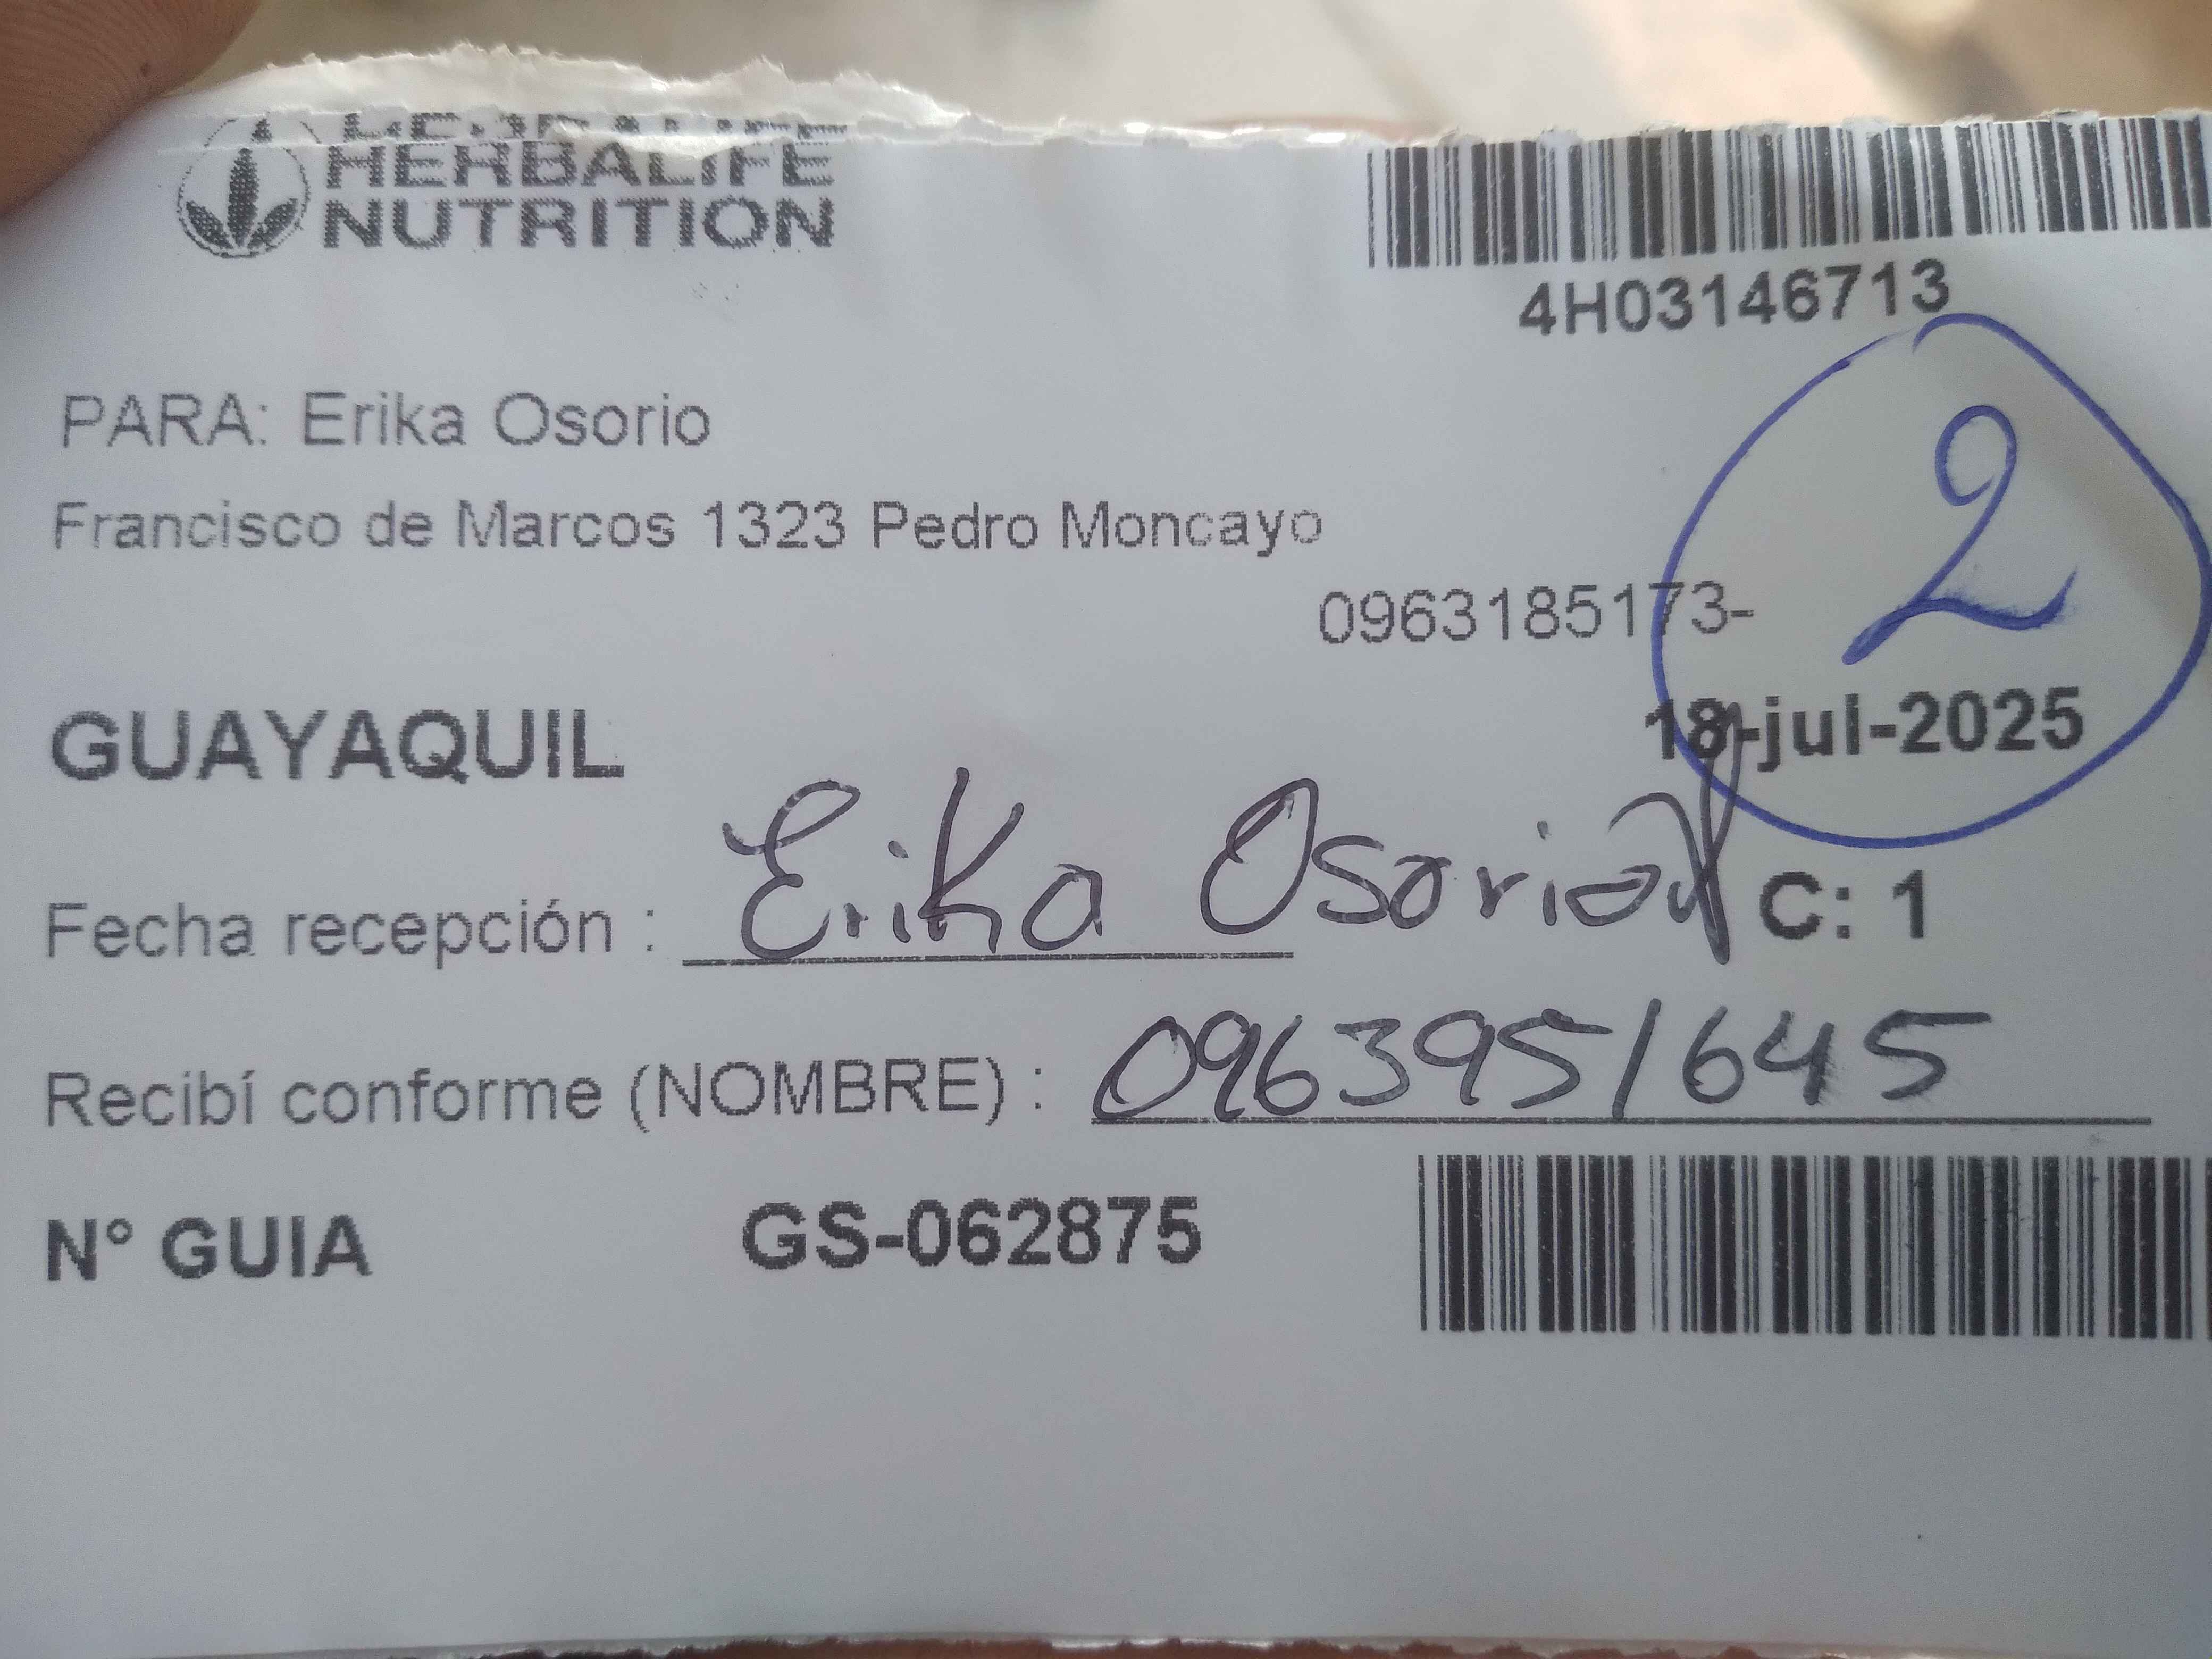 HERBALIFE
NUTRITION
4H03146713
PARA: Erika Osorio
2
Francisco de Marcos 1323 Pedro Moncayo
0963185173-
GUAYAQUIL
18-jul-2025
Fecha recepción : Erika Osorio C: 1
Recibí conforme (NOMBRE) : 0963951645
N° GUIA GS-062875